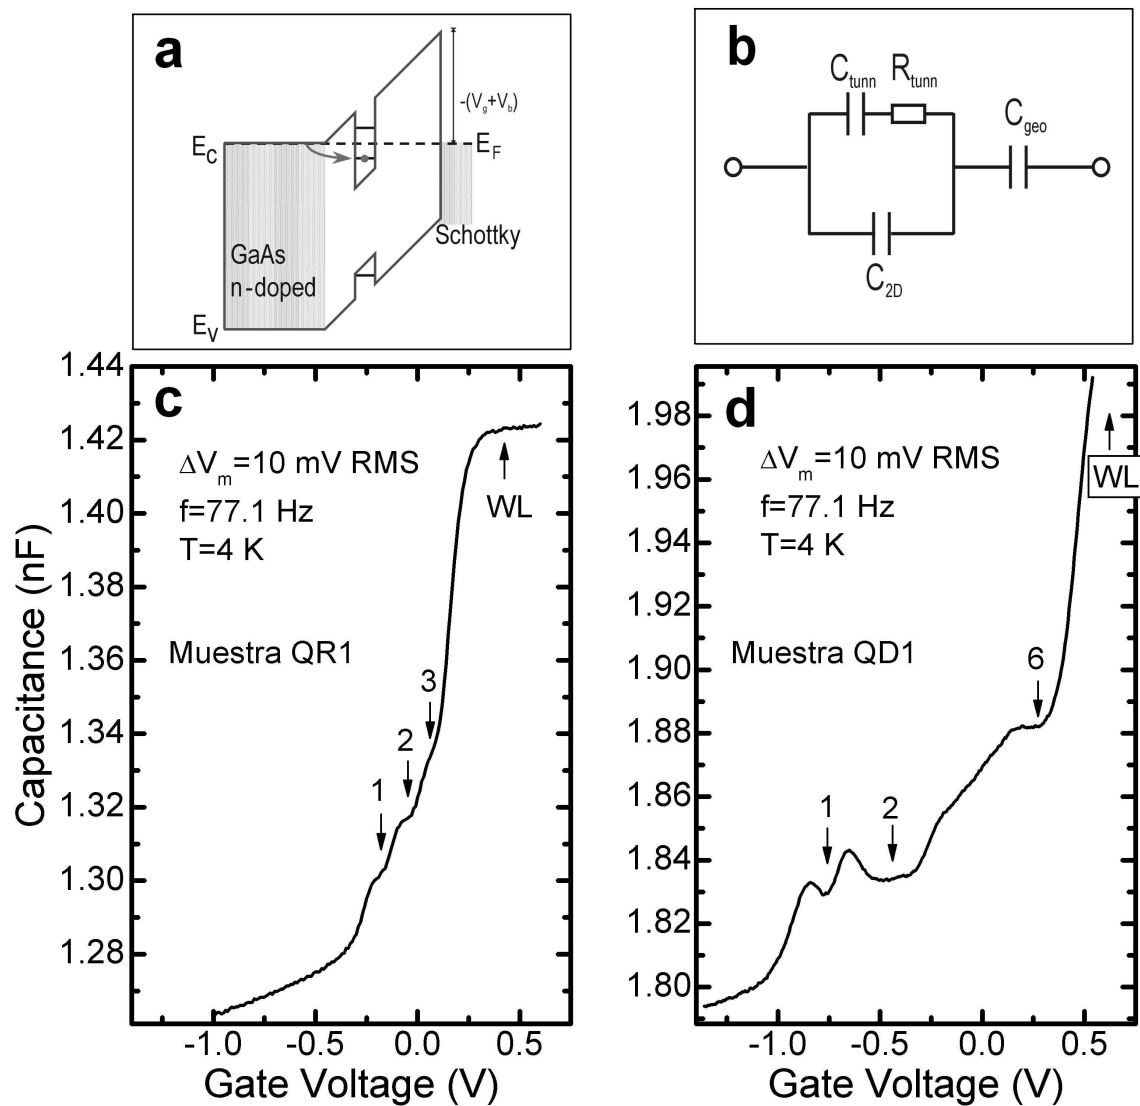 a
-(V_g+V_b)
E_C
E_F
Schottky
GaAs
n-doped
E_V
b
C_tunn
R_tunn
C_geo
C_2D
c
ΔV_m=10 mV RMS
f=77.1 Hz
T=4 K
WL
Muestra QR1
3
2
1
1.44
1.42
1.40
1.38
1.36
1.34
1.32
1.30
1.28
Capacitance (nF)
-1.0
-0.5
0.0
0.5
Gate Voltage (V)
d
ΔV_m=10 mV RMS
f=77.1 Hz
T=4 K
WL
Muestra QD1
6
1
2
1.98
1.96
1.94
1.92
1.90
1.88
1.86
1.84
1.82
1.80
-1.0
-0.5
0.0
0.5
Gate Voltage (V)